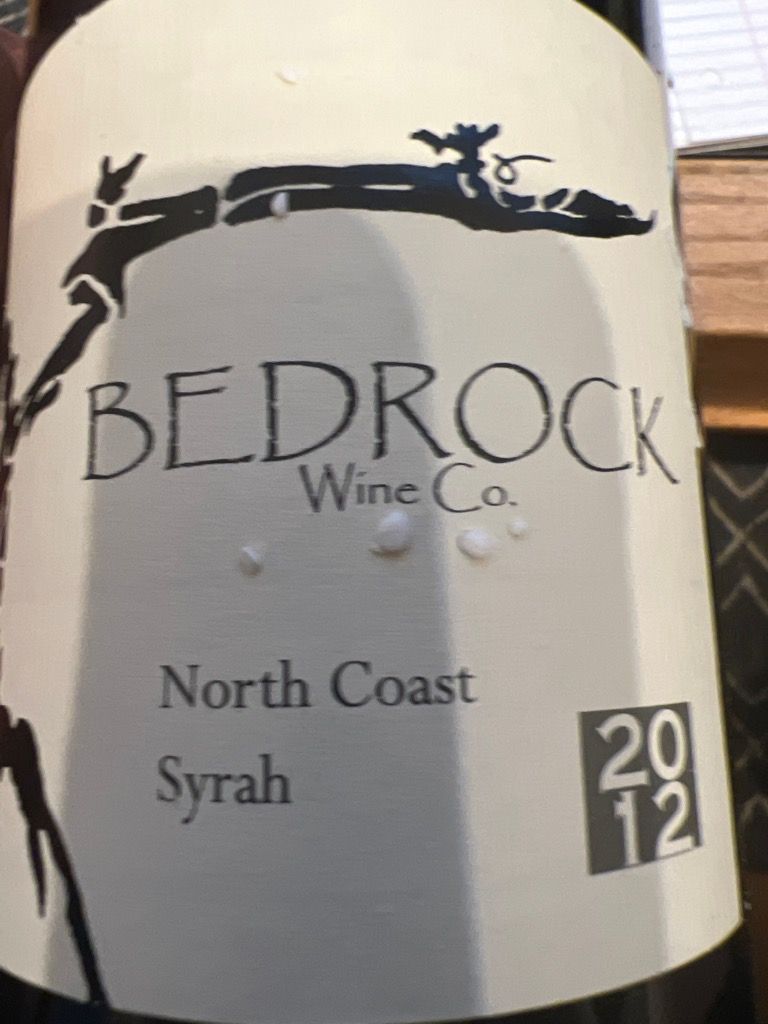 BEDROCK
Wine Co.
North Coast
Syrah
20
12